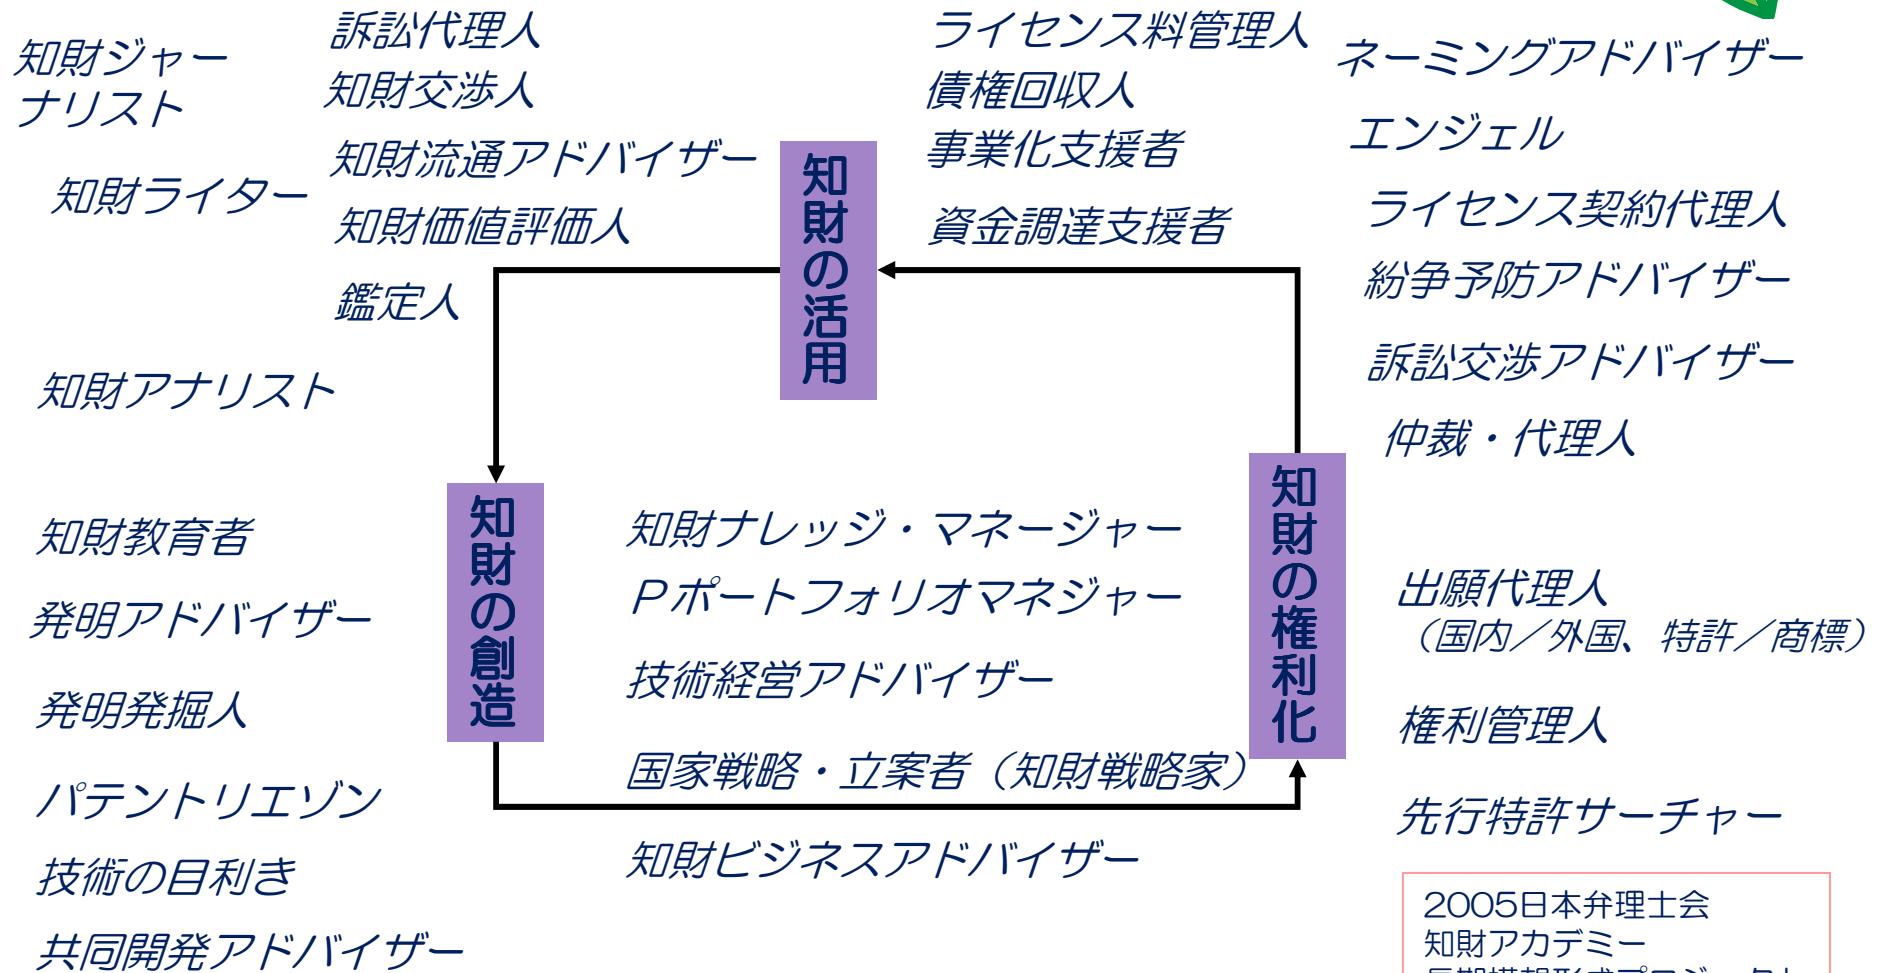 知財ジャー
ナリスト
訴訟代理人
知財交渉人
知財流通アドバイザー
知財ライター
知財価値評価人
鑑定人
知財アナリスト
知財の活用
ライセンス料管理人
債権回収人
事業化支援者
資金調達支援者
ネーミングアドバイザー
エンジェル
ライセンス契約代理人
紛争予防アドバイザー
訴訟交渉アドバイザー
仲裁・代理人
知財の創造
知財教育者
発明アドバイザー
発明発掘人
パテントリエゾン
技術の目利き
共同開発アドバイザー
知財ナレッジ・マネージャー
Pポートフォリオマネジャー
技術経営アドバイザー
国家戦略・立案者（知財戦略家）
知財ビジネスアドバイザー
知財の権利化
出願代理人
（国内／外国、特許／商標）
権利管理人
先行特許サーチャー
2005日本弁理士会
知財アカデミー